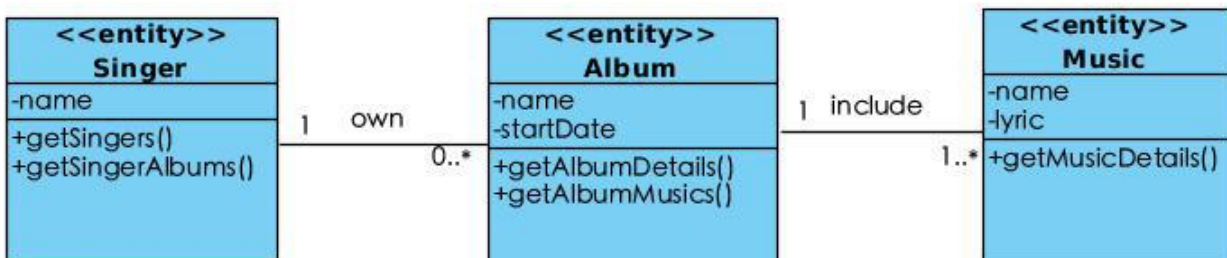 <<entity>>
Singer
-name
+getSingers()
+getSingerAlbums()
1 own
0..*
<<entity>>
Album
-name
-startDate
+getAlbumDetails()
+getAlbumMusics()
1 include
1..*
<<entity>>
Music
-name
-lyric
+getMusicDetails()